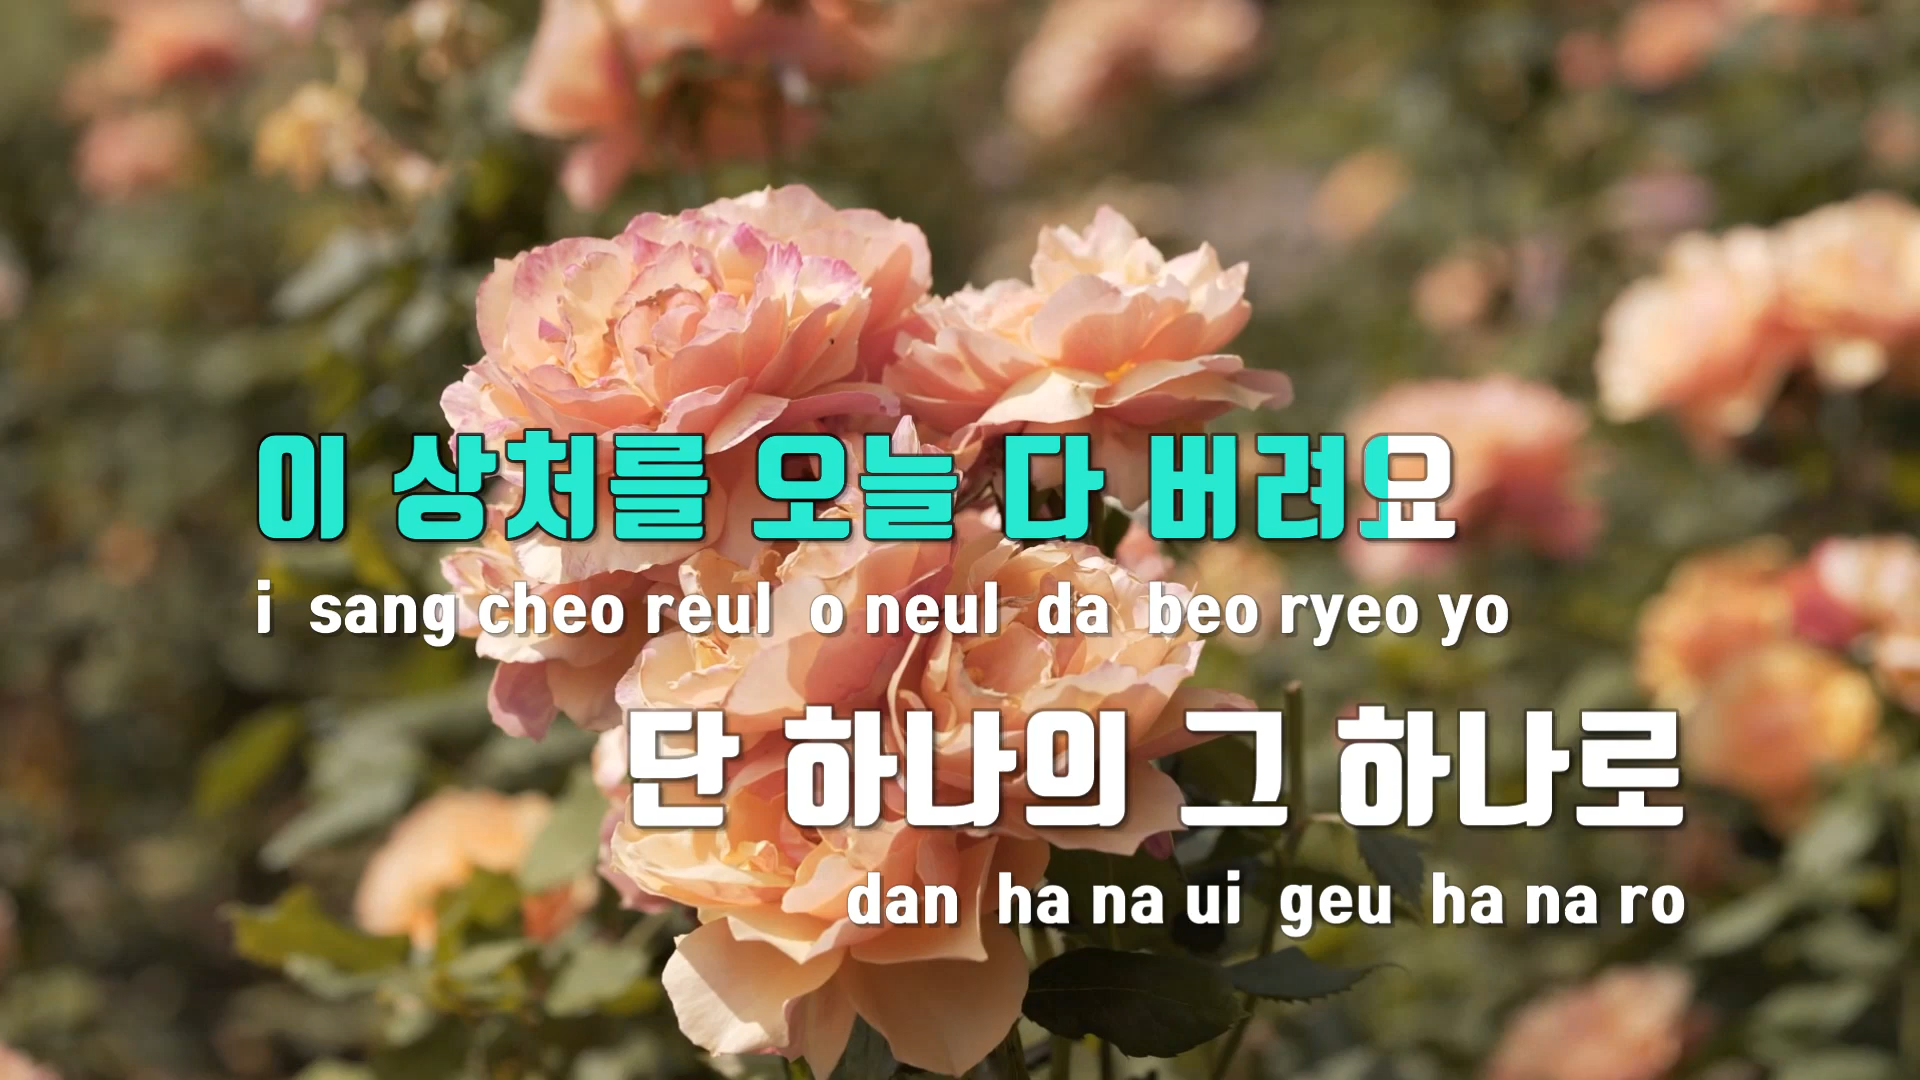 이 상처를 오늘 다 버려요
i sang cheo reul o neul da beo ryeo yo
단 하나의 그 하나로
dan ha na ui geu ha na ro